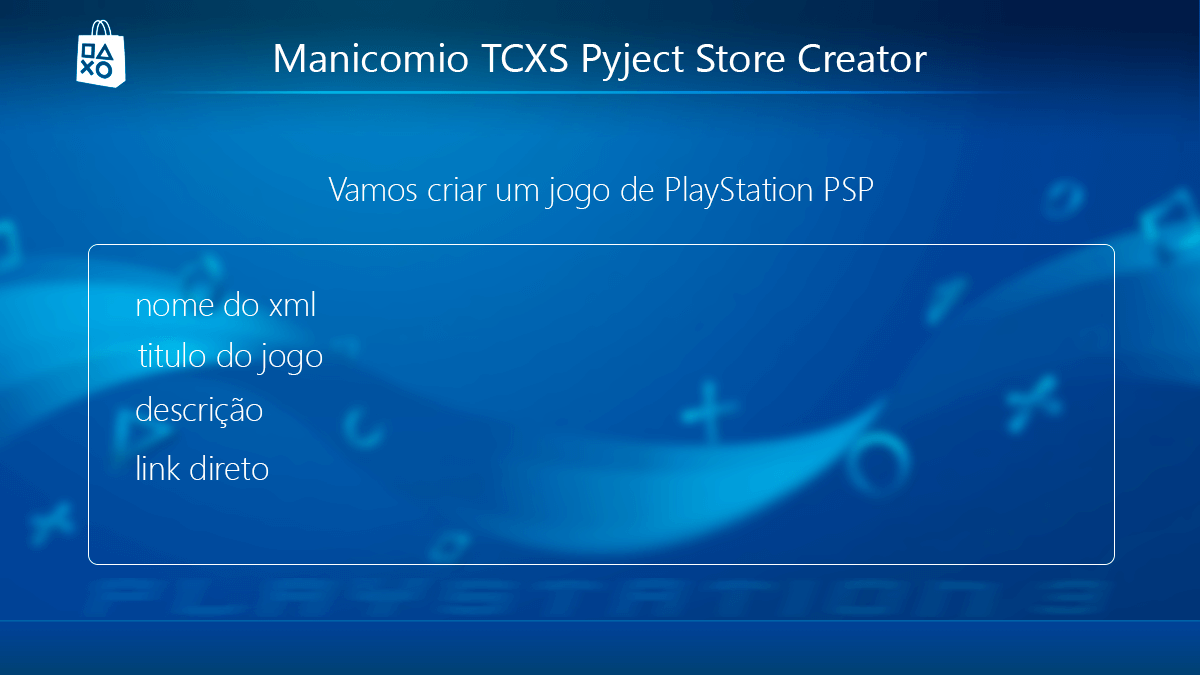 Manicomio TCXS Pyject Store Creator
Vamos criar um jogo de PlayStation PSP
nome do xml
titulo do jogo
descrição
link direto
PLAYSTATION 3